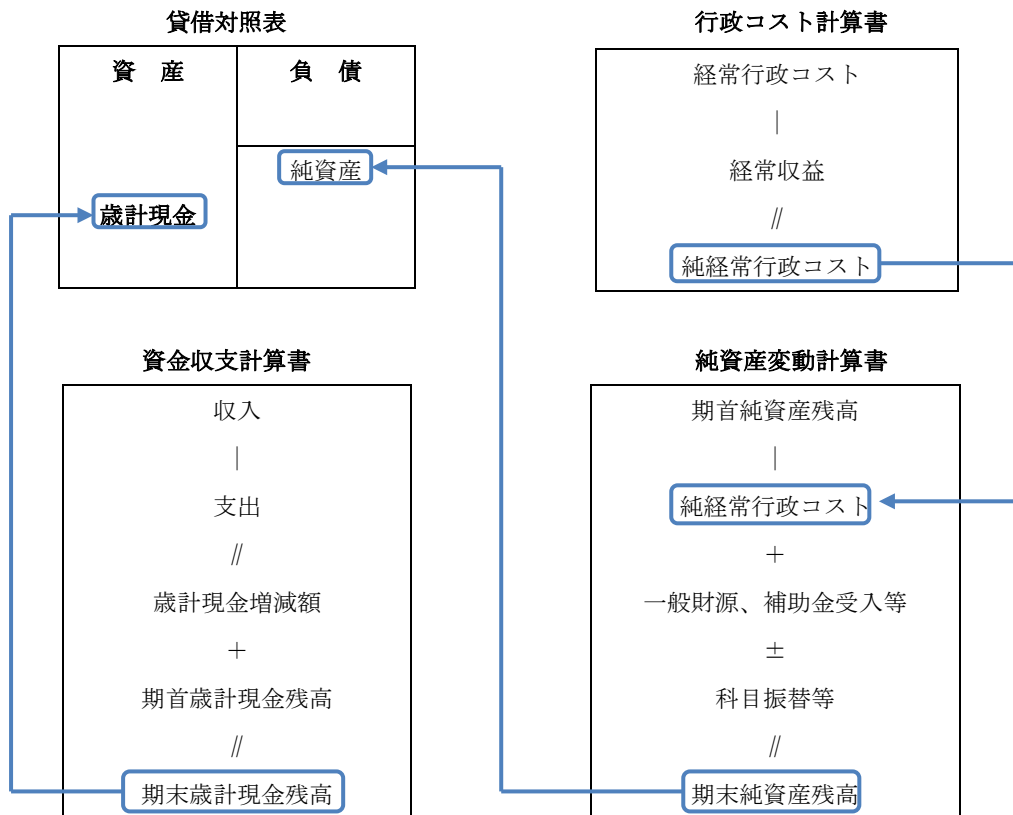 貸借対照表
資　産
負　債
純資産
歳計現金
行政コスト計算書
経常行政コスト
｜
経常収益
//
純経常行政コスト
資金収支計算書
収入
｜
支出
//
歳計現金増減額
＋
期首歳計現金残高
//
期末歳計現金残高
純資産変動計算書
期首純資産残高
｜
純経常行政コスト
＋
一般財源、補助金受入等
±
科目振替等
//
期末純資産残高